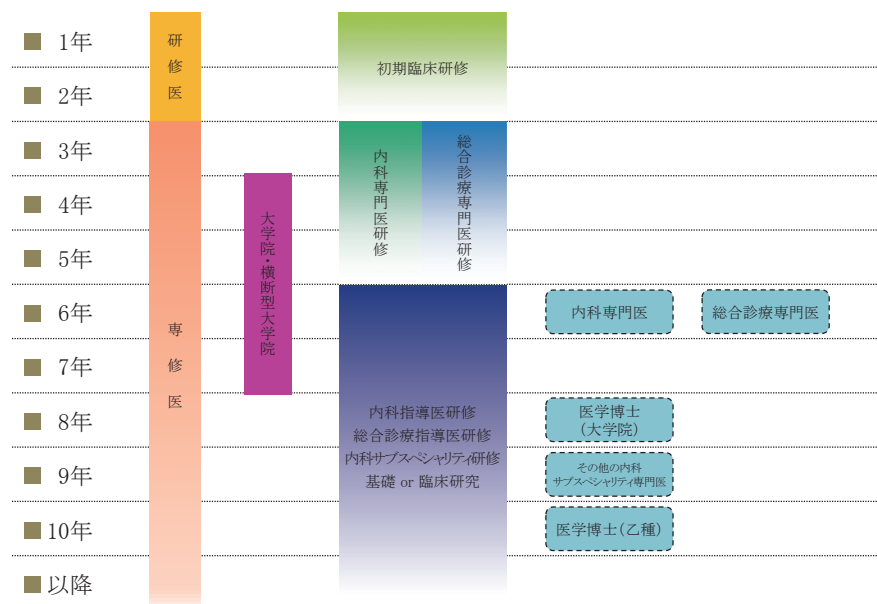 1年
2年
3年
4年
5年
6年
7年
8年
9年
10年
以降
研修医
専修医
大学院・横断型大学院
初期臨床研修
内科専門医研修
総合診療専門医研修
内科指導医研修
総合診療指導医研修
内科サブスペシャリティ研修
基礎 or 臨床研究
内科専門医
総合診療専門医
医学博士
(大学院)
その他の内科
サブスペシャリティ専門医
医学博士(乙種)